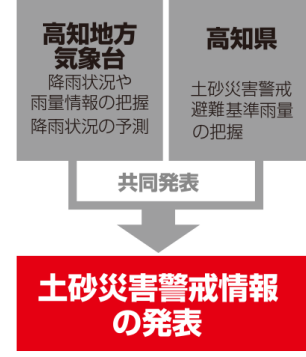 高知地方
気象台
降雨状況や
雨量情報の把握
降雨状況の予測
高知県
土砂災害警戒
避難基準雨量
の把握
共同発表
土砂災害警戒情報
の発表